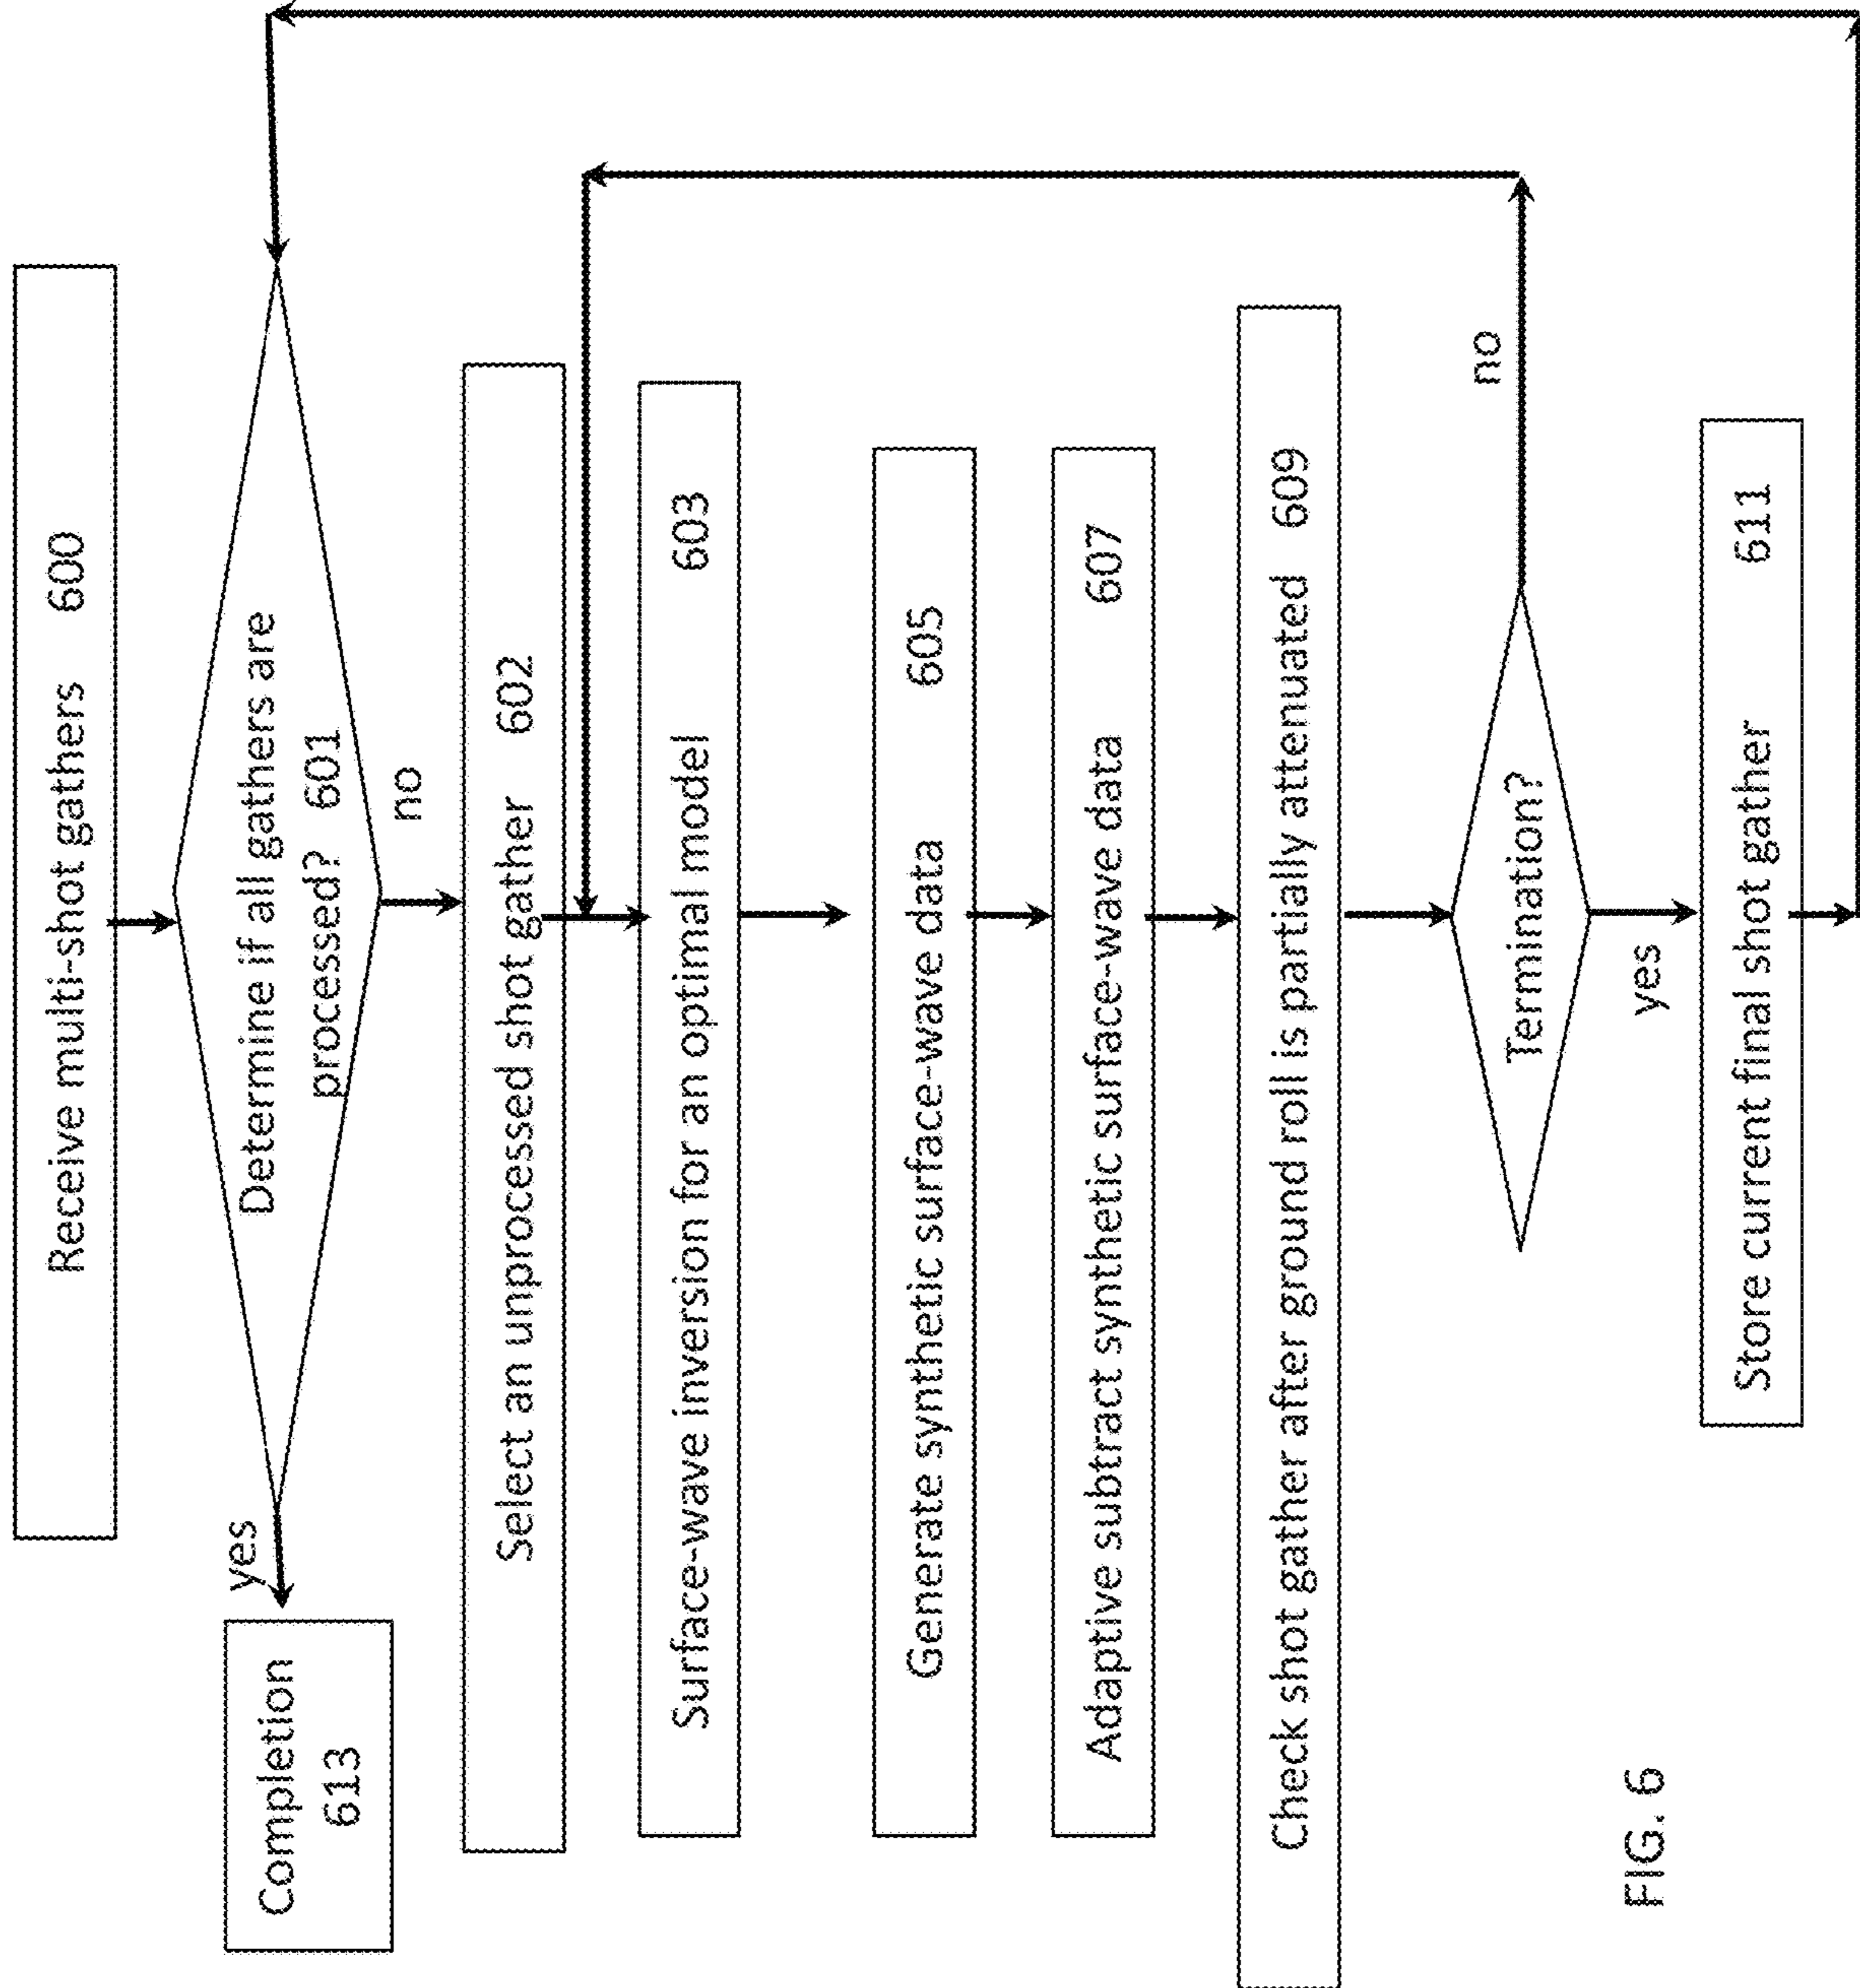 Receive multi-shot gathers 600
Determine if all gathers are
processed? 601
yes
no
Completion
613
Select an unprocessed shot gather 602
Surface-wave inversion for an optimal model 603
Generate synthetic surface-wave data 605
Adaptive subtract synthetic surface-wave data 607
Check shot gather after ground roll is partially attenuated 609
Termination?
no
yes
Store current final shot gather 611
FIG. 6